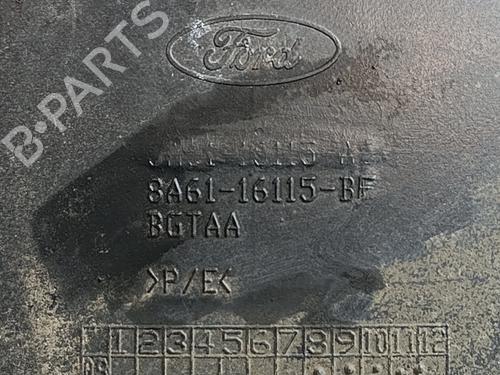 B-PARTS
Ford
8A61-16115-BF
BGTAA
>P/E<
1 2 3 4 5 6 7 8 9 10 11 12